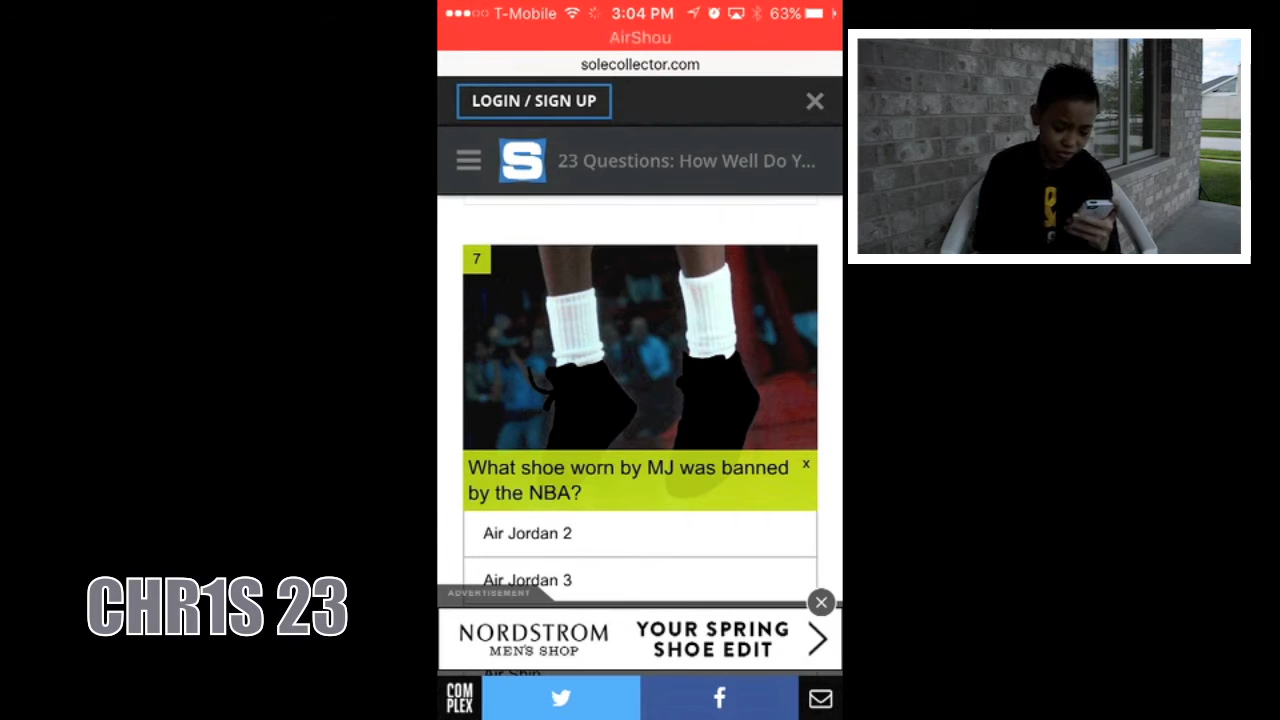 T-Mobile 3:04 PM 63%
AirShou
solecollector.com
LOGIN / SIGN UP
S 23 Questions: How Well Do Y...
7
What shoe worn by MJ was banned x
by the NBA?
Air Jordan 2
Air Jordan 3
ADVERTISEMENT
NORDSTROM
MEN'S SHOP
YOUR SPRING
SHOE EDIT
Air Ship
COM
PLEX
CHR1S 23